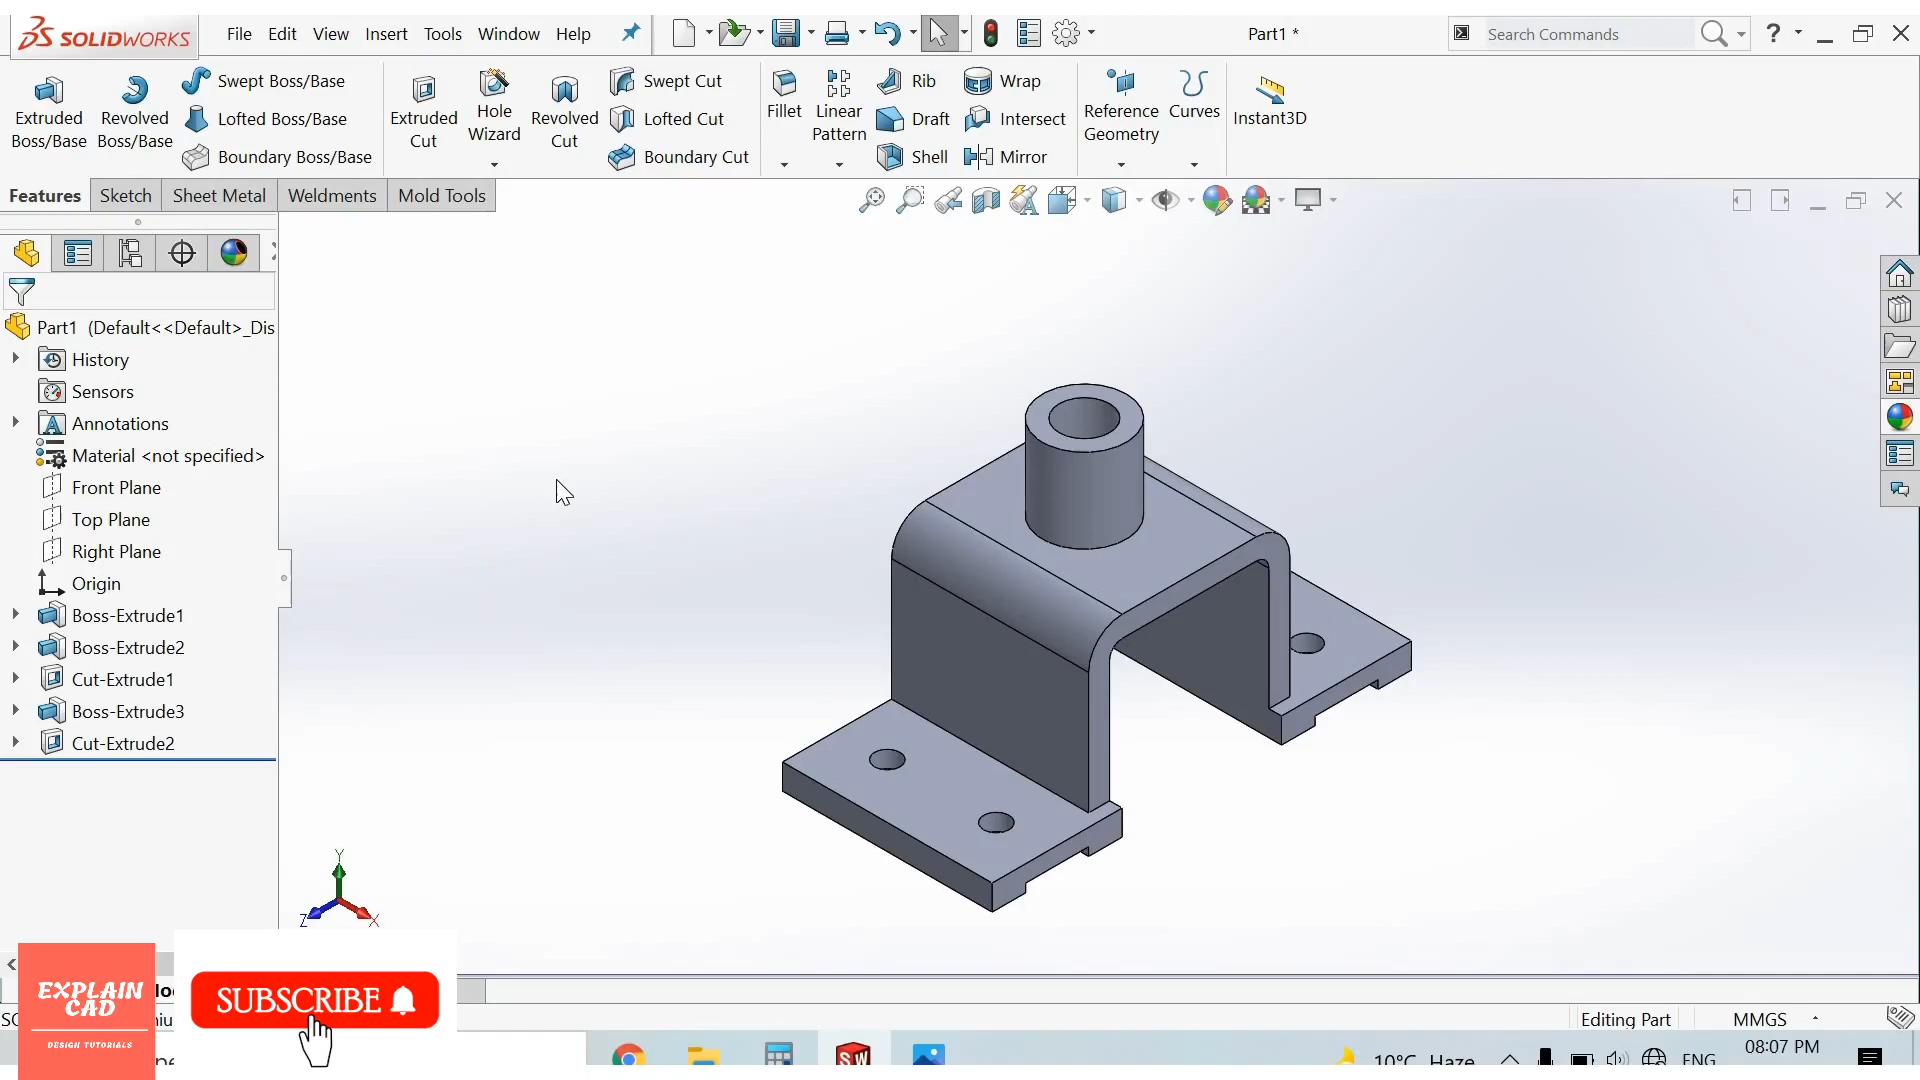 SOLIDWORKS File Edit View Insert Tools Window Help Part1 * Search Commands ?
Extruded Boss/Base
Revolved Boss/Base
Swept Boss/Base
Lofted Boss/Base
Boundary Boss/Base
Extruded Cut
Hole Wizard
Revolved Cut
Swept Cut
Lofted Cut
Boundary Cut
Fillet
Linear Pattern
Rib
Draft
Shell
Wrap
Intersect
Mirror
Reference Geometry
Curves
Instant3D
Features Sketch Sheet Metal Weldments Mold Tools
Part1 (Default<<Default>_Dis
History
Sensors
Annotations
Material <not specified>
Front Plane
Top Plane
Right Plane
Origin
Boss-Extrude1
Boss-Extrude2
Cut-Extrude1
Boss-Extrude3
Cut-Extrude2
Y
Z X
EXPLAIN
CAD
DESIGN TUTORIALS
SUBSCRIBE
Editing Part MMGS
10°C Haze ENG 08:07 PM